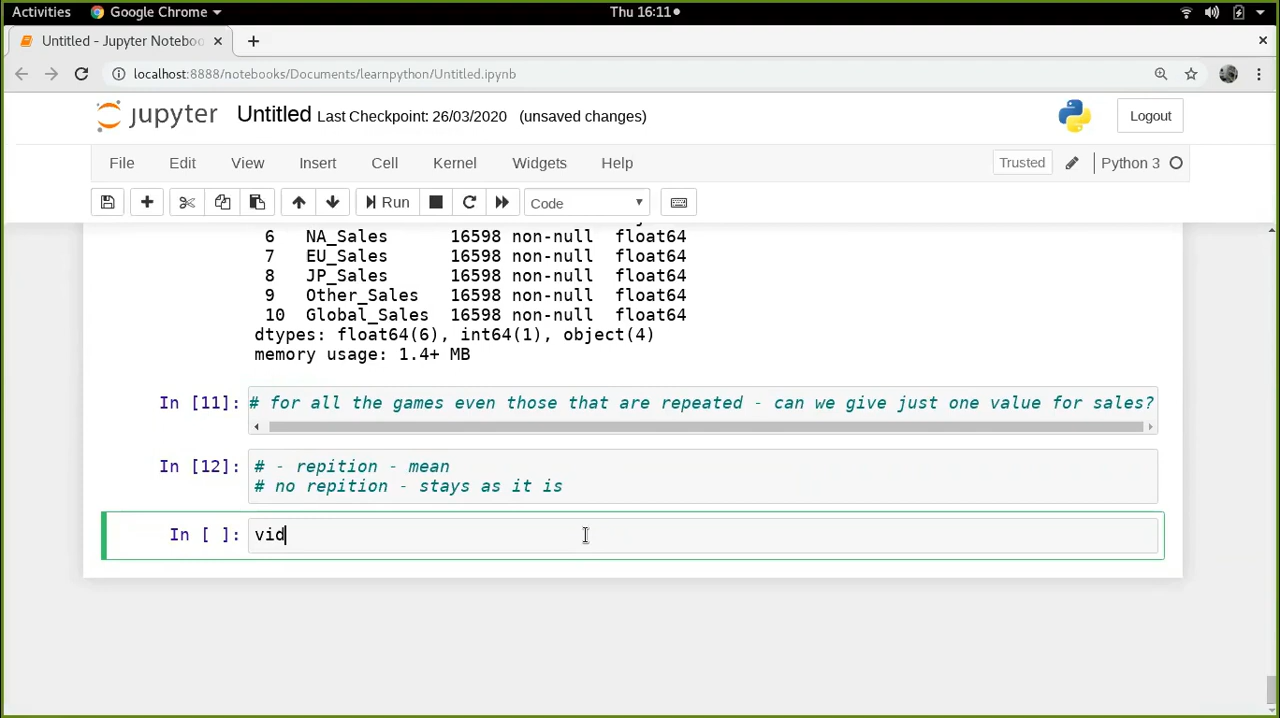 Activities Google Chrome Thu 16:11
Untitled - Jupyter Noteboo
localhost:8888/notebooks/Documents/learnpython/Untitled.ipynb
jupyter Untitled Last Checkpoint: 26/03/2020 (unsaved changes) Logout
File Edit View Insert Cell Kernel Widgets Help Trusted Python 3
Run Code
6 NA_Sales 16598 non-null float64
7 EU_Sales 16598 non-null float64
8 JP_Sales 16598 non-null float64
9 Other_Sales 16598 non-null float64
10 Global_Sales 16598 non-null float64
dtypes: float64(6), int64(1), object(4)
memory usage: 1.4+ MB
In [11]: # for all the games even those that are repeated - can we give just one value for sales?
In [12]: # - repition - mean
# no repition - stays as it is
In [ ]: vid